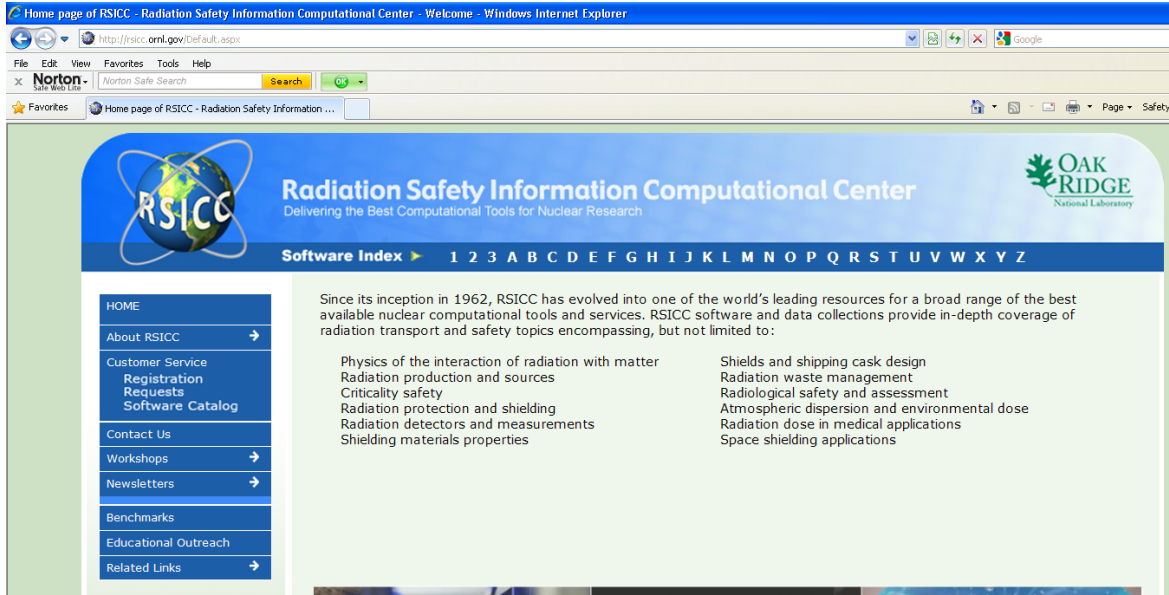 Home page of RSICC - Radiation Safety Information Computational Center - Welcome - Windows Internet Explorer
http://rsicc.ornl.gov/Default.aspx
Google
File Edit View Favorites Tools Help
x Norton Safe Web Lite Norton Safe Search Search OK
Favorites Home page of RSICC - Radiation Safety Information ... Page Safety
RSICC
Radiation Safety Information Computational Center
Delivering the Best Computational Tools for Nuclear Research
OAK
RIDGE
National Laboratory
Software Index 1 2 3 A B C D E F G H I J K L M N O P Q R S T U V W X Y Z
HOME
About RSICC
Customer Service
Registration
Requests
Software Catalog
Contact Us
Workshops
Newsletters
Benchmarks
Educational Outreach
Related Links
Since its inception in 1962, RSICC has evolved into one of the world's leading resources for a broad range of the best
available nuclear computational tools and services. RSICC software and data collections provide in-depth coverage of
radiation transport and safety topics encompassing, but not limited to:
Physics of the interaction of radiation with matter
Radiation production and sources
Criticality safety
Radiation protection and shielding
Radiation detectors and measurements
Shielding materials properties
Shields and shipping cask design
Radiation waste management
Radiological safety and assessment
Atmospheric dispersion and environmental dose
Radiation dose in medical applications
Space shielding applications